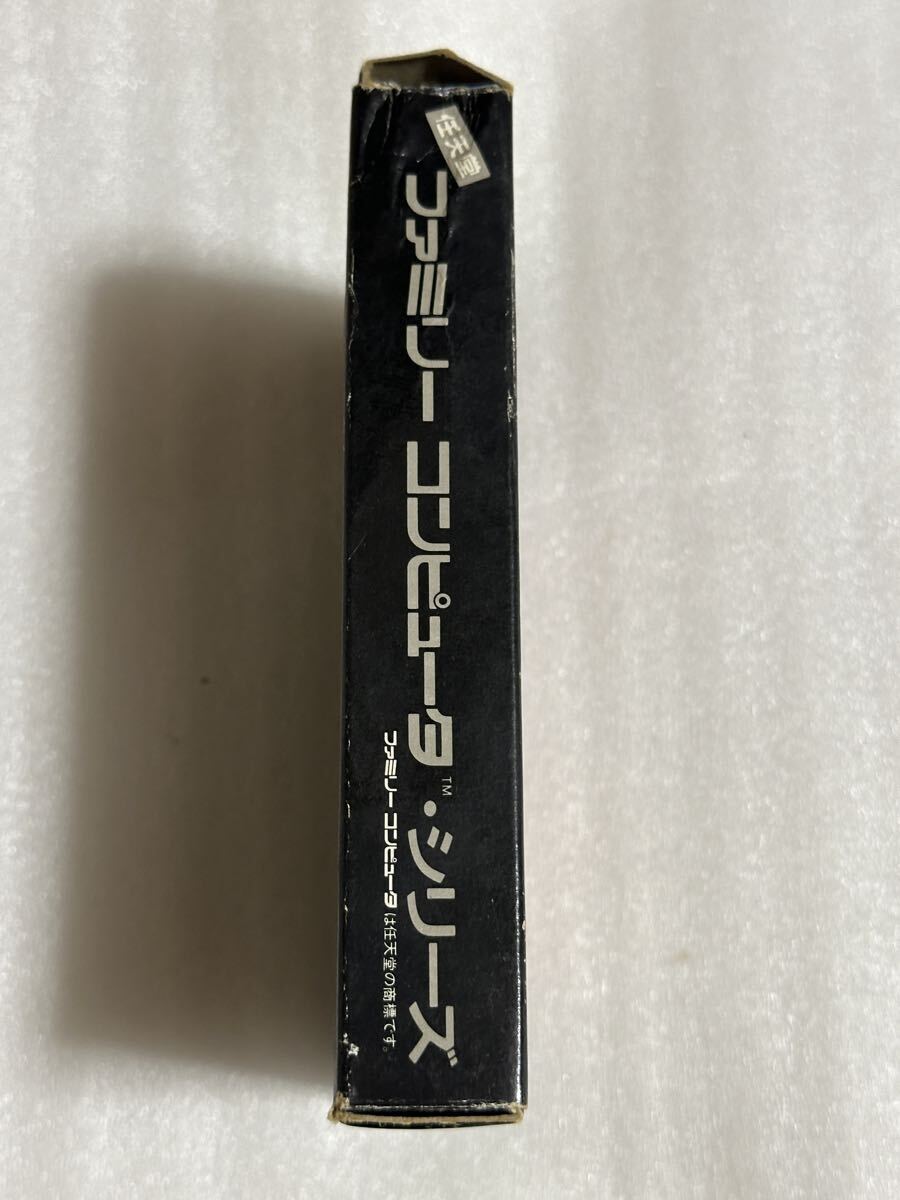 任天堂
ファミリー コンピュータ™・シリーズ
ファミリー コンピュータは任天堂の商標です。